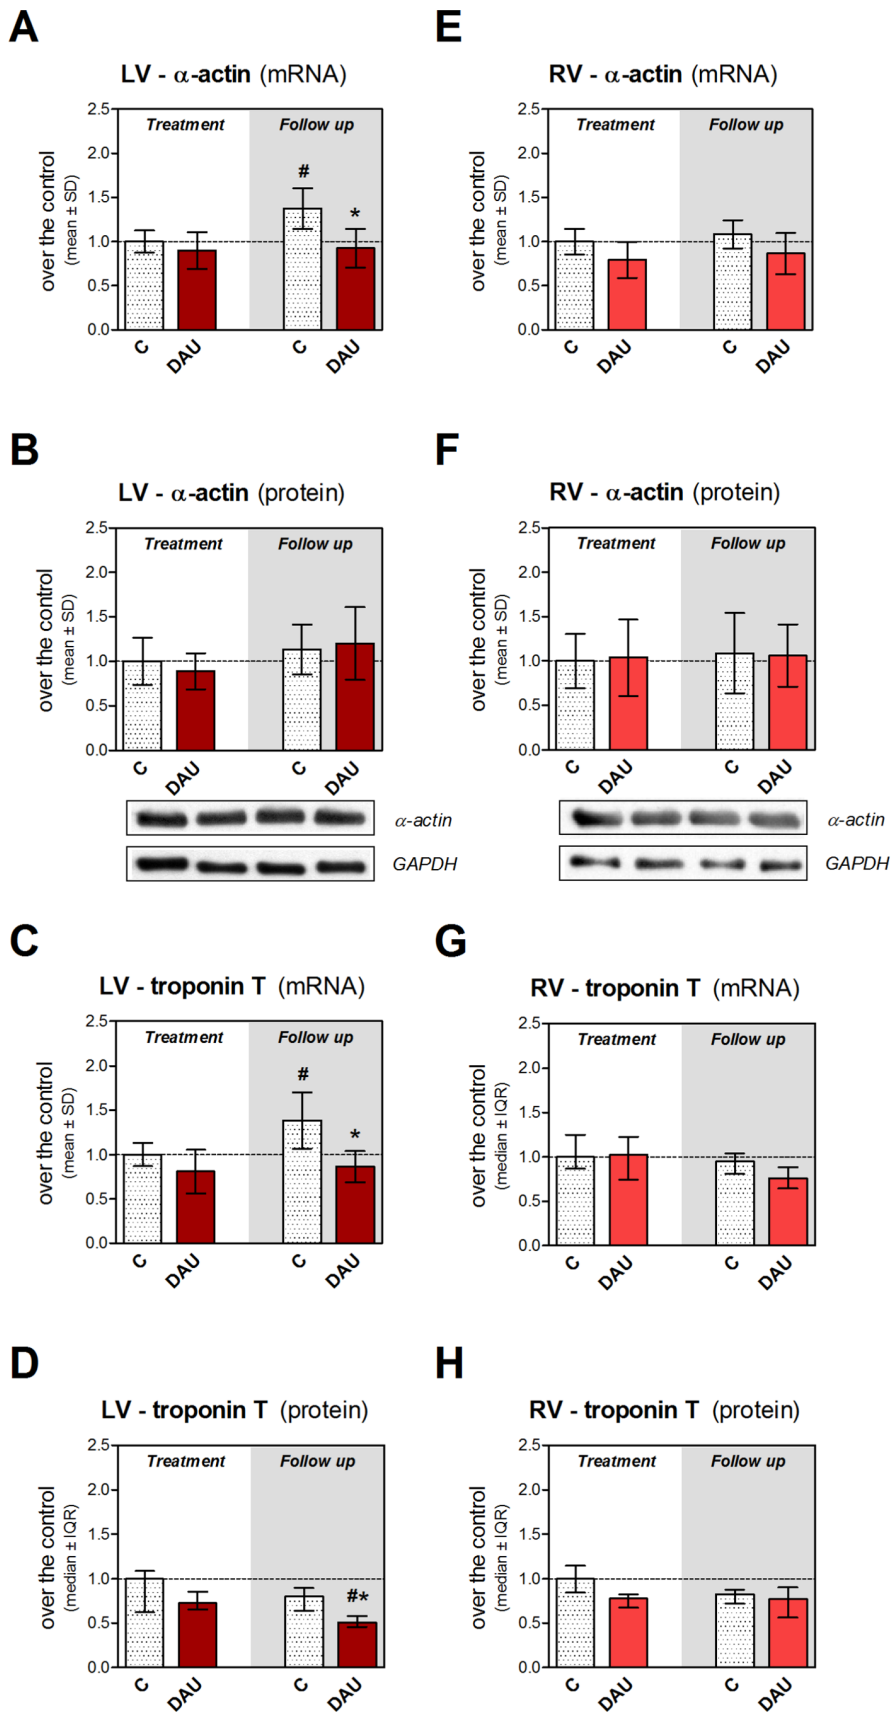 A
LV - α-actin (mRNA)
over the control
(mean ± SD)
2.5
2.0
1.5
1.0
0.5
0.0
Treatment
Follow up
#
*
C
DAU
C
DAU
E
RV - α-actin (mRNA)
over the control
(mean ± SD)
2.5
2.0
1.5
1.0
0.5
0.0
Treatment
Follow up
C
DAU
C
DAU
B
LV - α-actin (protein)
over the control
(mean ± SD)
2.5
2.0
1.5
1.0
0.5
0.0
Treatment
Follow up
C
DAU
C
DAU
α-actin
GAPDH
F
RV - α-actin (protein)
over the control
(mean ± SD)
2.5
2.0
1.5
1.0
0.5
0.0
Treatment
Follow up
C
DAU
C
DAU
α-actin
GAPDH
C
LV - troponin T (mRNA)
over the control
(mean ± SD)
2.5
2.0
1.5
1.0
0.5
0.0
Treatment
Follow up
#
*
C
DAU
C
DAU
G
RV - troponin T (mRNA)
over the control
(median ± IQR)
2.5
2.0
1.5
1.0
0.5
0.0
Treatment
Follow up
C
DAU
C
DAU
D
LV - troponin T (protein)
over the control
(median ± IQR)
2.5
2.0
1.5
1.0
0.5
0.0
Treatment
Follow up
#*
C
DAU
C
DAU
H
RV - troponin T (protein)
over the control
(median ± IQR)
2.5
2.0
1.5
1.0
0.5
0.0
Treatment
Follow up
C
DAU
C
DAU